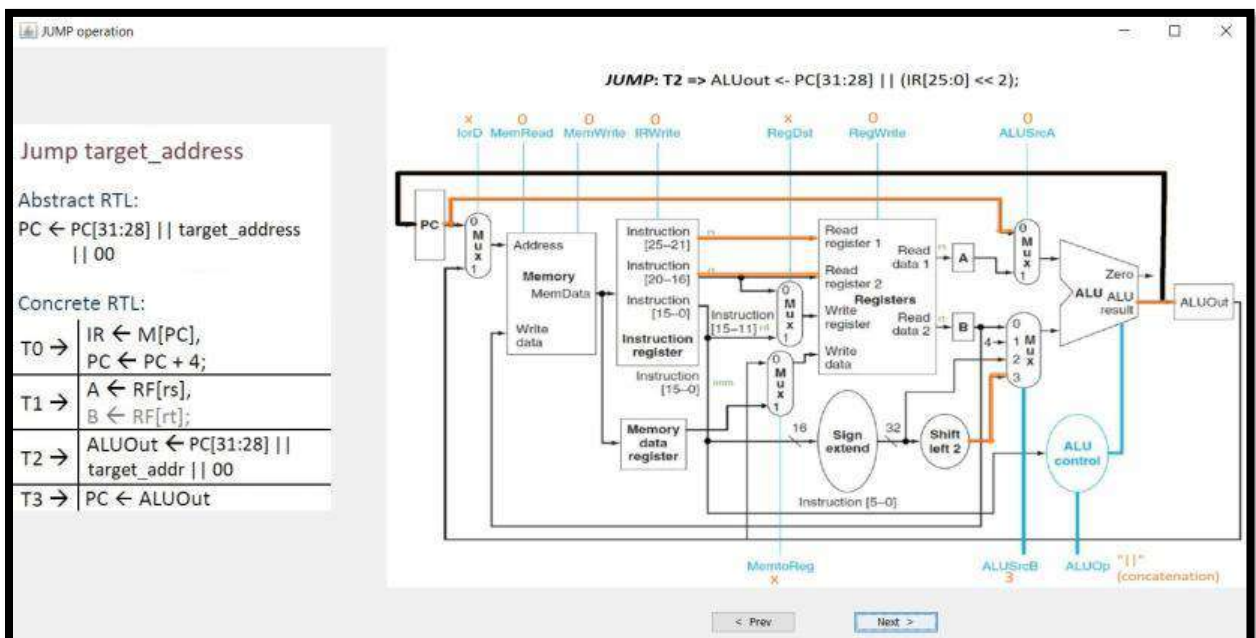 JUMP operation
JUMP: T2 => ALUout <- PC[31:28] || (IR[25:0] << 2);
x 0 0 0 x 0 0
IorD MemRead MemWrite IRWrite RegDst RegWrite ALUSrcA
Jump target_address
Abstract RTL:
PC ← PC[31:28] || target_address
|| 00
Concrete RTL:
T0 → IR ← M[PC],
PC ← PC + 4;
T1 → A ← RF[rs],
B ← RF[rt];
T2 → ALUOut ← PC[31:28] ||
target_addr || 00
T3 → PC ← ALUOut
PC
0
Mux
1
Address
Memory
MemData
Write
data
Instruction
[25–21]
Instruction
[20–16]
Instruction
[15–0]
Instruction
register
Instruction
[15–0]
Memory
data
register
Instruction
[15–11]
0
Mux
1
0
Mux
1
Read
register 1
Read
register 2
Registers
Write
register
Write
data
Read
data 1
Read
data 2
A
B
0
Mux
1
4
0
1
2
3
Mux
Zero
ALU
ALU
result
ALUOut
16
Sign
extend
32
Shift
left 2
ALU
control
Instruction [5–0]
MemtoReg
x
ALUSrcB
3
ALUOp
"||"
(concatenation)
< Prev
Next >